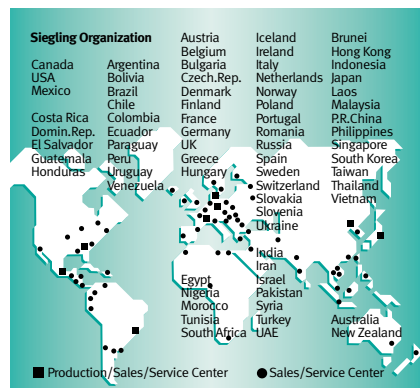 Siegling Organization
Canada
USA
Mexico
Costa Rica
Domin.Rep.
El Salvador
Guatemala
Honduras
Argentina
Bolivia
Brazil
Chile
Colombia
Ecuador
Paraguay
Peru
Uruguay
Venezuela
Austria
Belgium
Bulgaria
Czech.Rep.
Denmark
Finland
France
Germany
UK
Greece
Hungary
Egypt
Nigeria
Morocco
Tunisia
South Africa
Iceland
Ireland
Italy
Netherlands
Norway
Poland
Portugal
Romania
Russia
Spain
Sweden
Switzerland
Slovakia
Slovenia
Ukraine
India
Iran
Israel
Pakistan
Syria
Turkey
UAE
Brunei
Hong Kong
Indonesia
Japan
Laos
Malaysia
P.R.China
Philippines
Singapore
South Korea
Taiwan
Thailand
Vietnam
Australia
New Zealand
Production/Sales/Service Center
Sales/Service Center